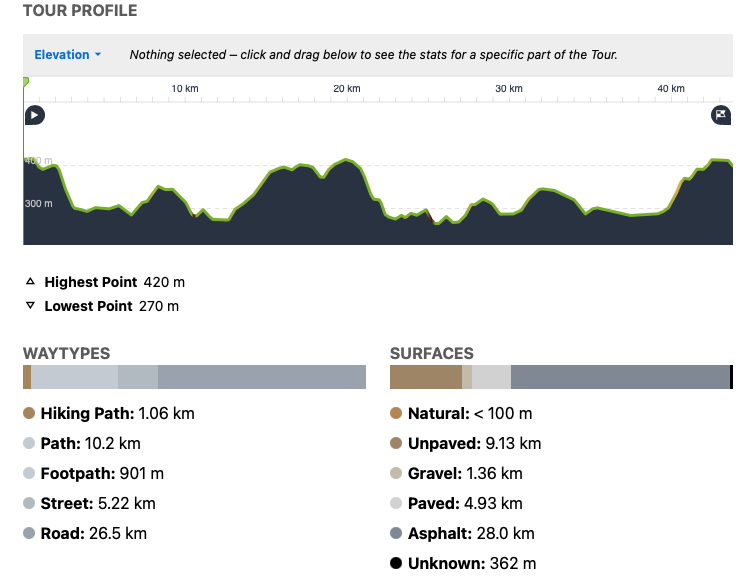 TOUR PROFILE
Elevation
Nothing selected – click and drag below to see the stats for a specific part of the Tour.
10 km 20 km 30 km 40 km
400 m
300 m
Highest Point 420 m
Lowest Point 270 m
WAYTYPES
Hiking Path: 1.06 km
Path: 10.2 km
Footpath: 901 m
Street: 5.22 km
Road: 26.5 km
SURFACES
Natural: < 100 m
Unpaved: 9.13 km
Gravel: 1.36 km
Paved: 4.93 km
Asphalt: 28.0 km
Unknown: 362 m